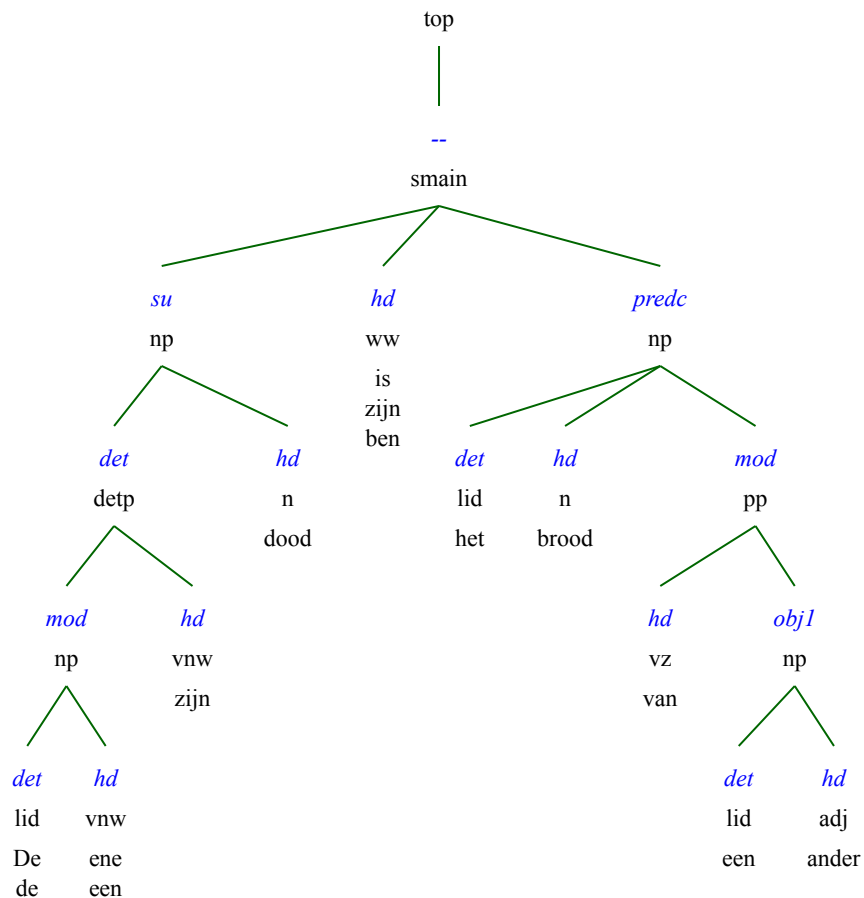 top
--
smain
su hd predc
np ww np
is
zijn
ben
det hd det hd mod
detp n lid n pp
dood het brood
mod hd hd obj1
np vnw vz np
zijn van
det hd det hd
lid vnw lid adj
De ene een ander
de een